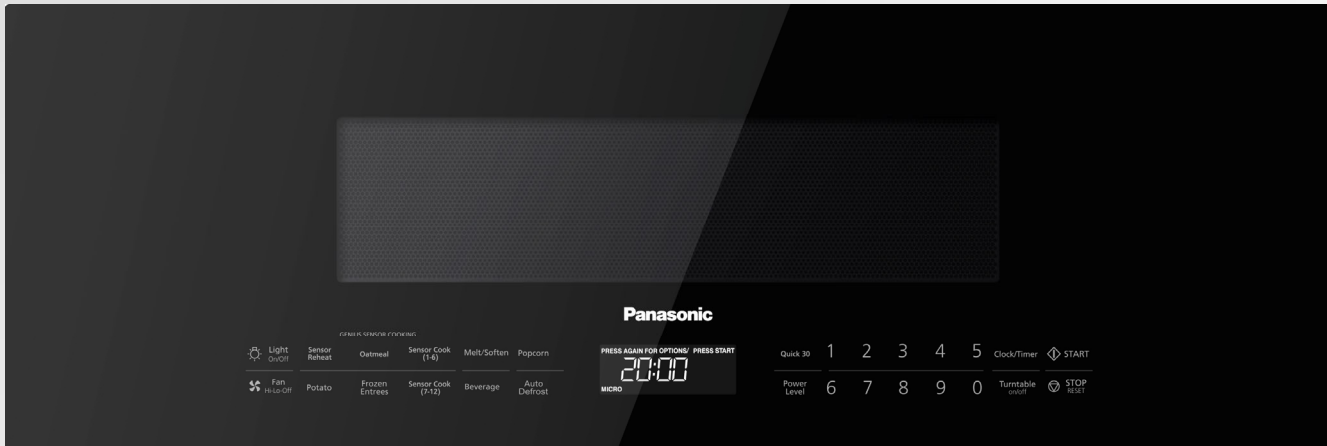 Panasonic
GENIUS SENSOR COOKING
Light
On/Off
Sensor
Reheat
Oatmeal
Sensor Cook
(1-6)
Melt/Soften
Popcorn
Fan
Hi-Lo-Off
Potato
Frozen
Entrees
Sensor Cook
(7-12)
Beverage
Auto
Defrost
PRESS AGAIN FOR OPTIONS/ PRESS START
20:00
MICRO
Quick 30
1 2 3 4 5
Clock/Timer
START
Power
Level
6 7 8 9 0
Turntable
on/off
STOP
RESET